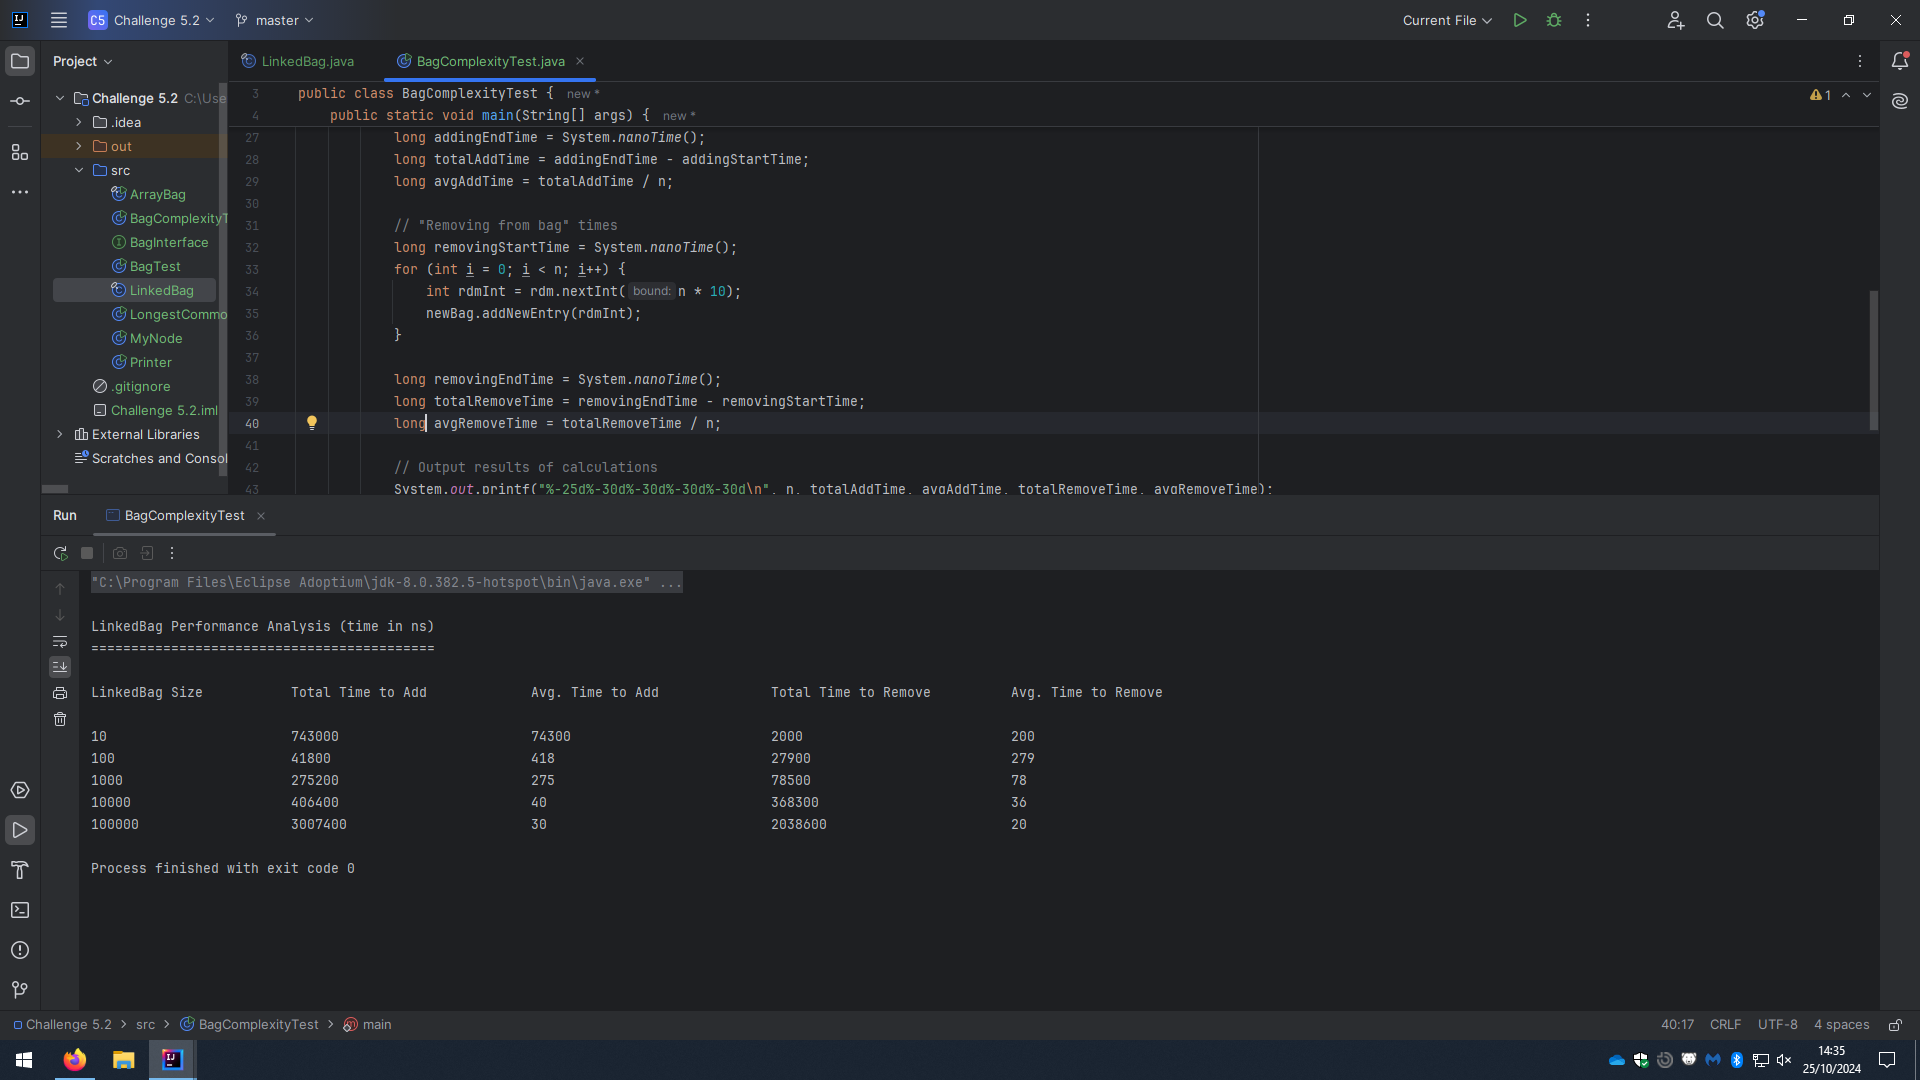 C5 Challenge 5.2 master Current File
Project
LinkedBag.java BagComplexityTest.java
Challenge 5.2 C:\Use
.idea
out
src
ArrayBag
BagComplexityT
BagInterface
BagTest
LinkedBag
LongestCommo
MyNode
Printer
.gitignore
Challenge 5.2.iml
External Libraries
Scratches and Consol
3 public class BagComplexityTest { new *
4 public static void main(String[] args) { new *
27 long addingEndTime = System.nanoTime();
28 long totalAddTime = addingEndTime - addingStartTime;
29 long avgAddTime = totalAddTime / n;
30
31 // "Removing from bag" times
32 long removingStartTime = System.nanoTime();
33 for (int i = 0; i < n; i++) {
34 int rdmInt = rdm.nextInt( bound: n * 10);
35 newBag.addNewEntry(rdmInt);
36 }
37
38 long removingEndTime = System.nanoTime();
39 long totalRemoveTime = removingEndTime - removingStartTime;
40 long avgRemoveTime = totalRemoveTime / n;
41
42 // Output results of calculations
43 System.out.printf("%-25d%-30d%-30d%-30d%-30d\n", n, totalAddTime, avgAddTime, totalRemoveTime, avgRemoveTime);
1
Run BagComplexityTest
"C:\Program Files\Eclipse Adoptium\jdk-8.0.382.5-hotspot\bin\java.exe" ...
LinkedBag Performance Analysis (time in ns)
===========================================
LinkedBag Size Total Time to Add Avg. Time to Add Total Time to Remove Avg. Time to Remove
10 743000 74300 2000 200
100 41800 418 27900 279
1000 275200 275 78500 78
10000 406400 40 368300 36
100000 3007400 30 2038600 20
Process finished with exit code 0
Challenge 5.2 > src > BagComplexityTest > main 40:17 CRLF UTF-8 4 spaces
14:35
25/10/2024